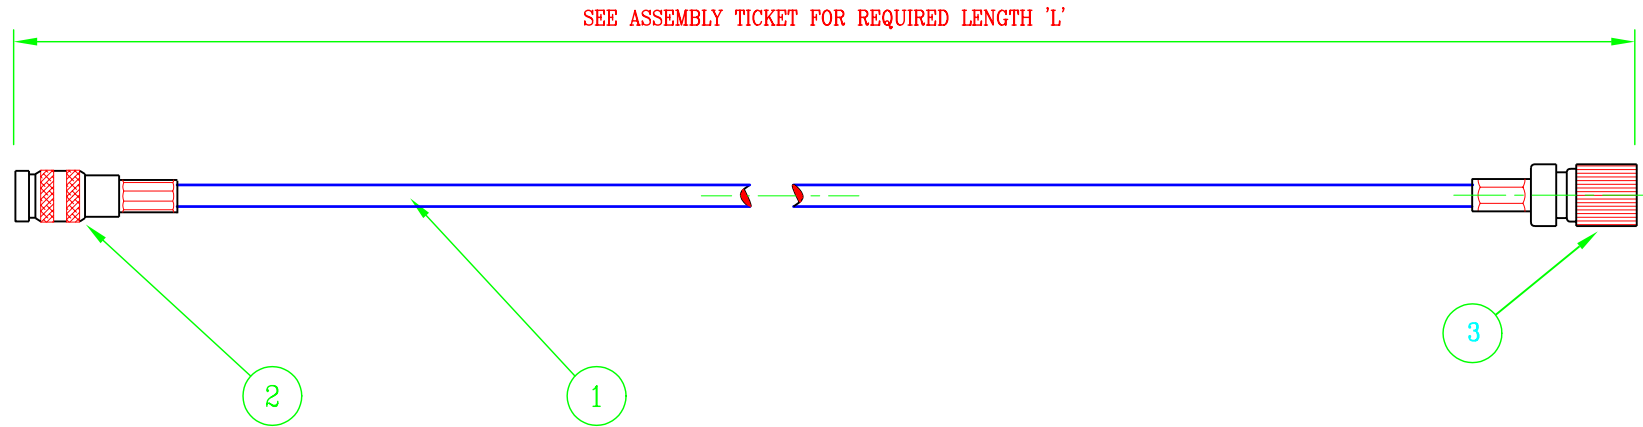 SEE ASSEMBLY TICKET FOR REQUIRED LENGTH 'L'
3
2
1